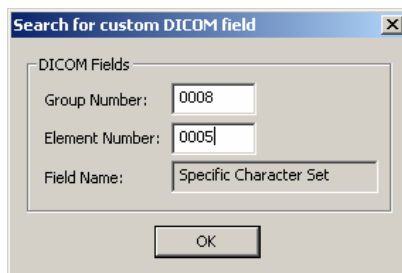 Search for custom DICOM field
DICOM Fields
Group Number: 0008
Element Number: 0005
Field Name: Specific Character Set
OK